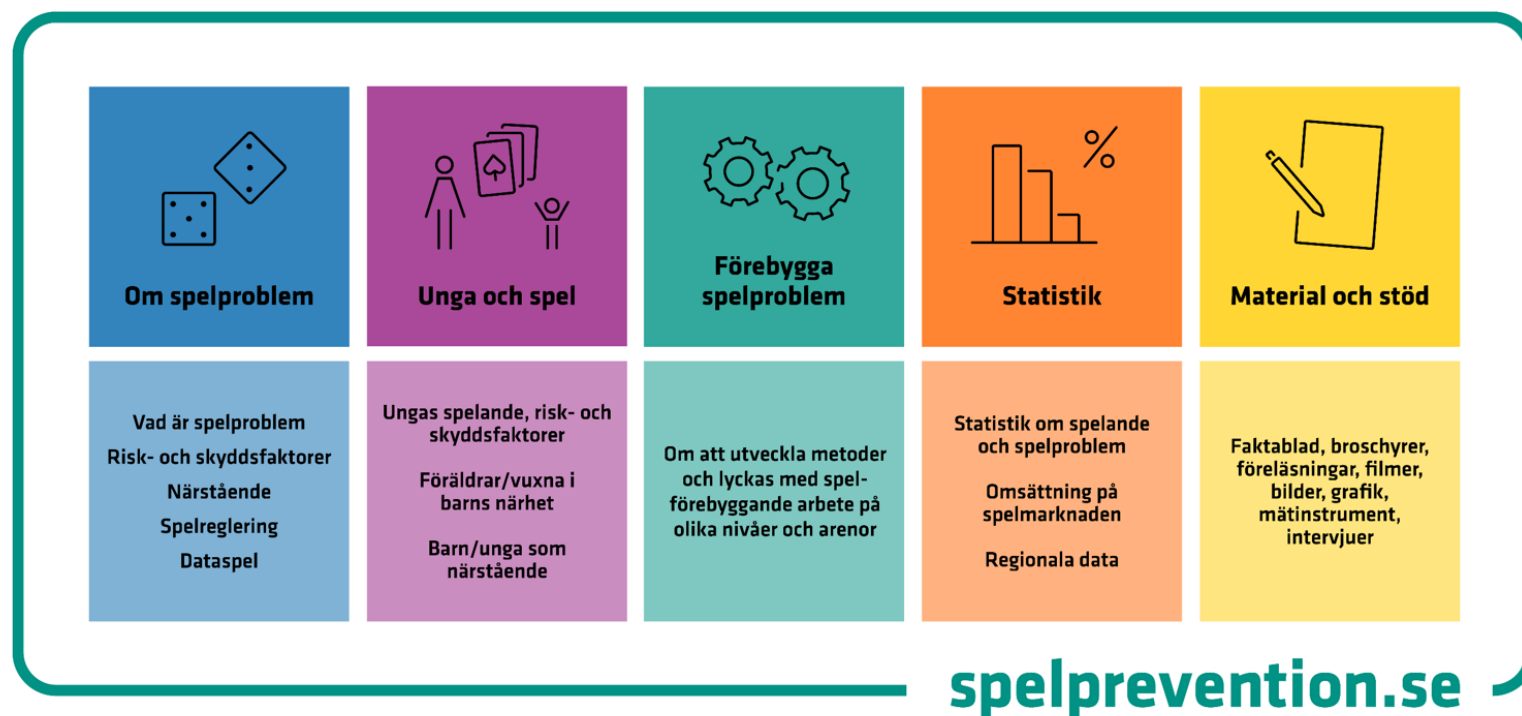 Om spelproblem
Vad är spelproblem
Risk- och skyddsfaktorer
Närstående
Spelreglering
Dataspel
Unga och spel
Ungas spelande, risk- och
skyddsfaktorer
Föräldrar/vuxna i
barns närhet
Barn/unga som
närstående
Förebygga
spelproblem
Om att utveckla metoder
och lyckas med spel-
förebyggande arbete på
olika nivåer och arenor
%
Statistik
Statistik om spelande
och spelproblem
Omsättning på
spelmarknaden
Regionala data
Material och stöd
Faktablad, broschyrer,
föreläsningar, filmer,
bilder, grafik,
mätinstrument,
intervjuer
spelprevention.se